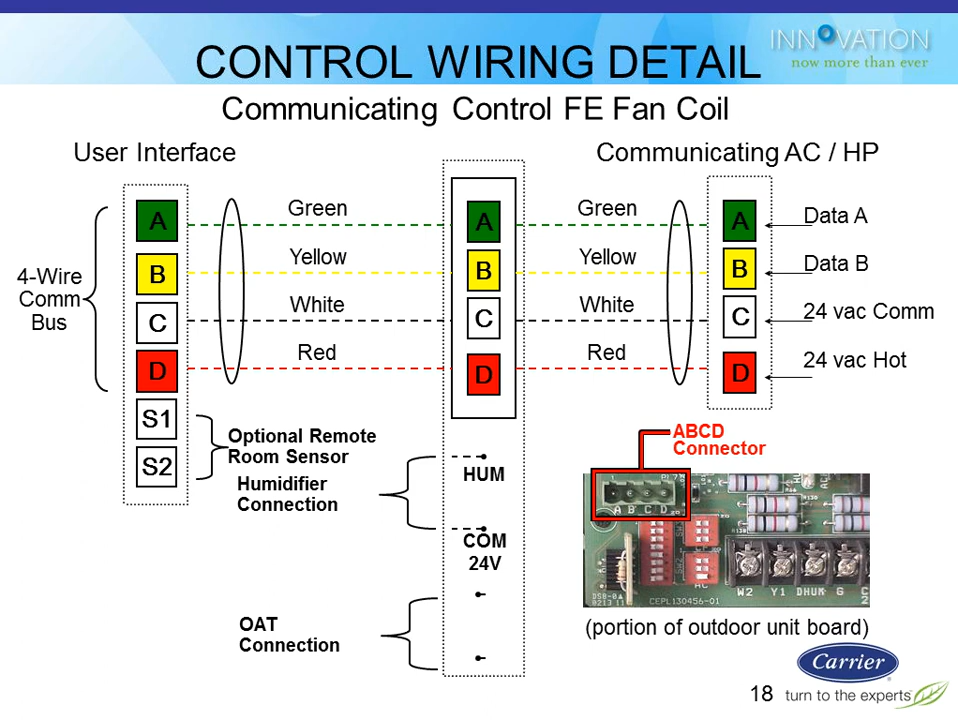 INNOVATION
now more than ever
CONTROL WIRING DETAIL
Communicating Control FE Fan Coil
User Interface
Communicating AC / HP
4-Wire
Comm
Bus
A
B
C
D
S1
S2
Green
Yellow
White
Red
A
B
C
D
Green
Yellow
White
Red
A
B
C
D
Data A
Data B
24 vac Comm
24 vac Hot
Optional Remote
Room Sensor
Humidifier
Connection
HUM
COM
24V
OAT
Connection
ABCD
Connector
A B C D
W2 Y1 DHUM G C
2
CEPL130456-01
(portion of outdoor unit board)
Carrier
18
turn to the experts